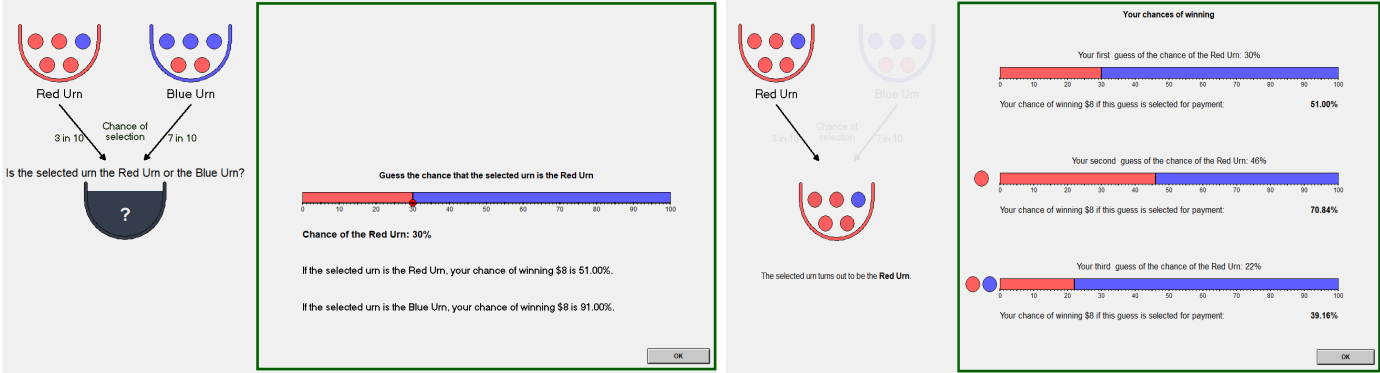 Red Urn
Blue Urn
Chance of
selection
3 in 10
7 in 10
Is the selected urn the Red Urn or the Blue Urn?
?
Guess the chance that the selected urn is the Red Urn
0 10 20 30 40 50 60 70 80 90 100
Chance of the Red Urn: 30%
If the selected urn is the Red Urn, your chance of winning $8 is 51.00%.
If the selected urn is the Blue Urn, your chance of winning $8 is 91.00%.
OK
Red Urn
Blue Urn
Chance of
selection
3 in 10
7 in 10
The selected urn turns out to be the Red Urn.
Your chances of winning
Your first guess of the chance of the Red Urn: 30%
0 10 20 30 40 50 60 70 80 90 100
Your chance of winning $8 if this guess is selected for payment: 51.00%
Your second guess of the chance of the Red Urn: 46%
0 10 20 30 40 50 60 70 80 90 100
Your chance of winning $8 if this guess is selected for payment: 70.84%
Your third guess of the chance of the Red Urn: 22%
0 10 20 30 40 50 60 70 80 90 100
Your chance of winning $8 if this guess is selected for payment: 39.16%
OK